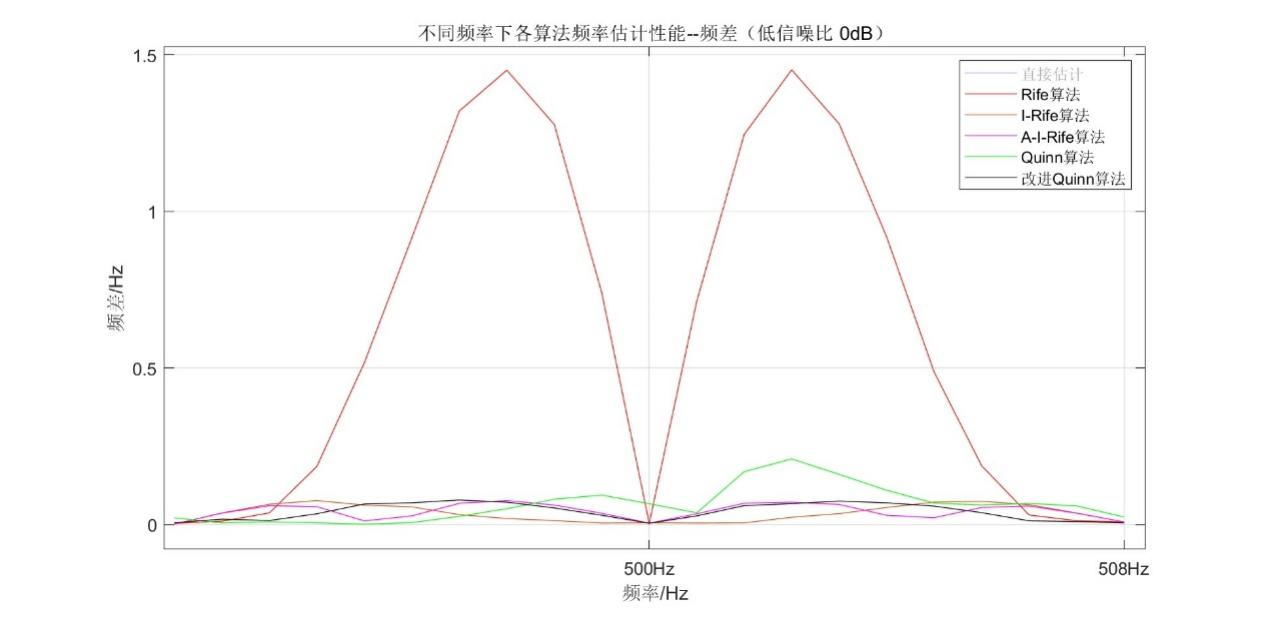 不同频率下各算法频率估计性能--频差（低信噪比 0dB）
1.5
1
0.5
0
频差/Hz
直接估计
Rife算法
I-Rife算法
A-I-Rife算法
Quinn算法
改进Quinn算法
500Hz
508Hz
频率/Hz